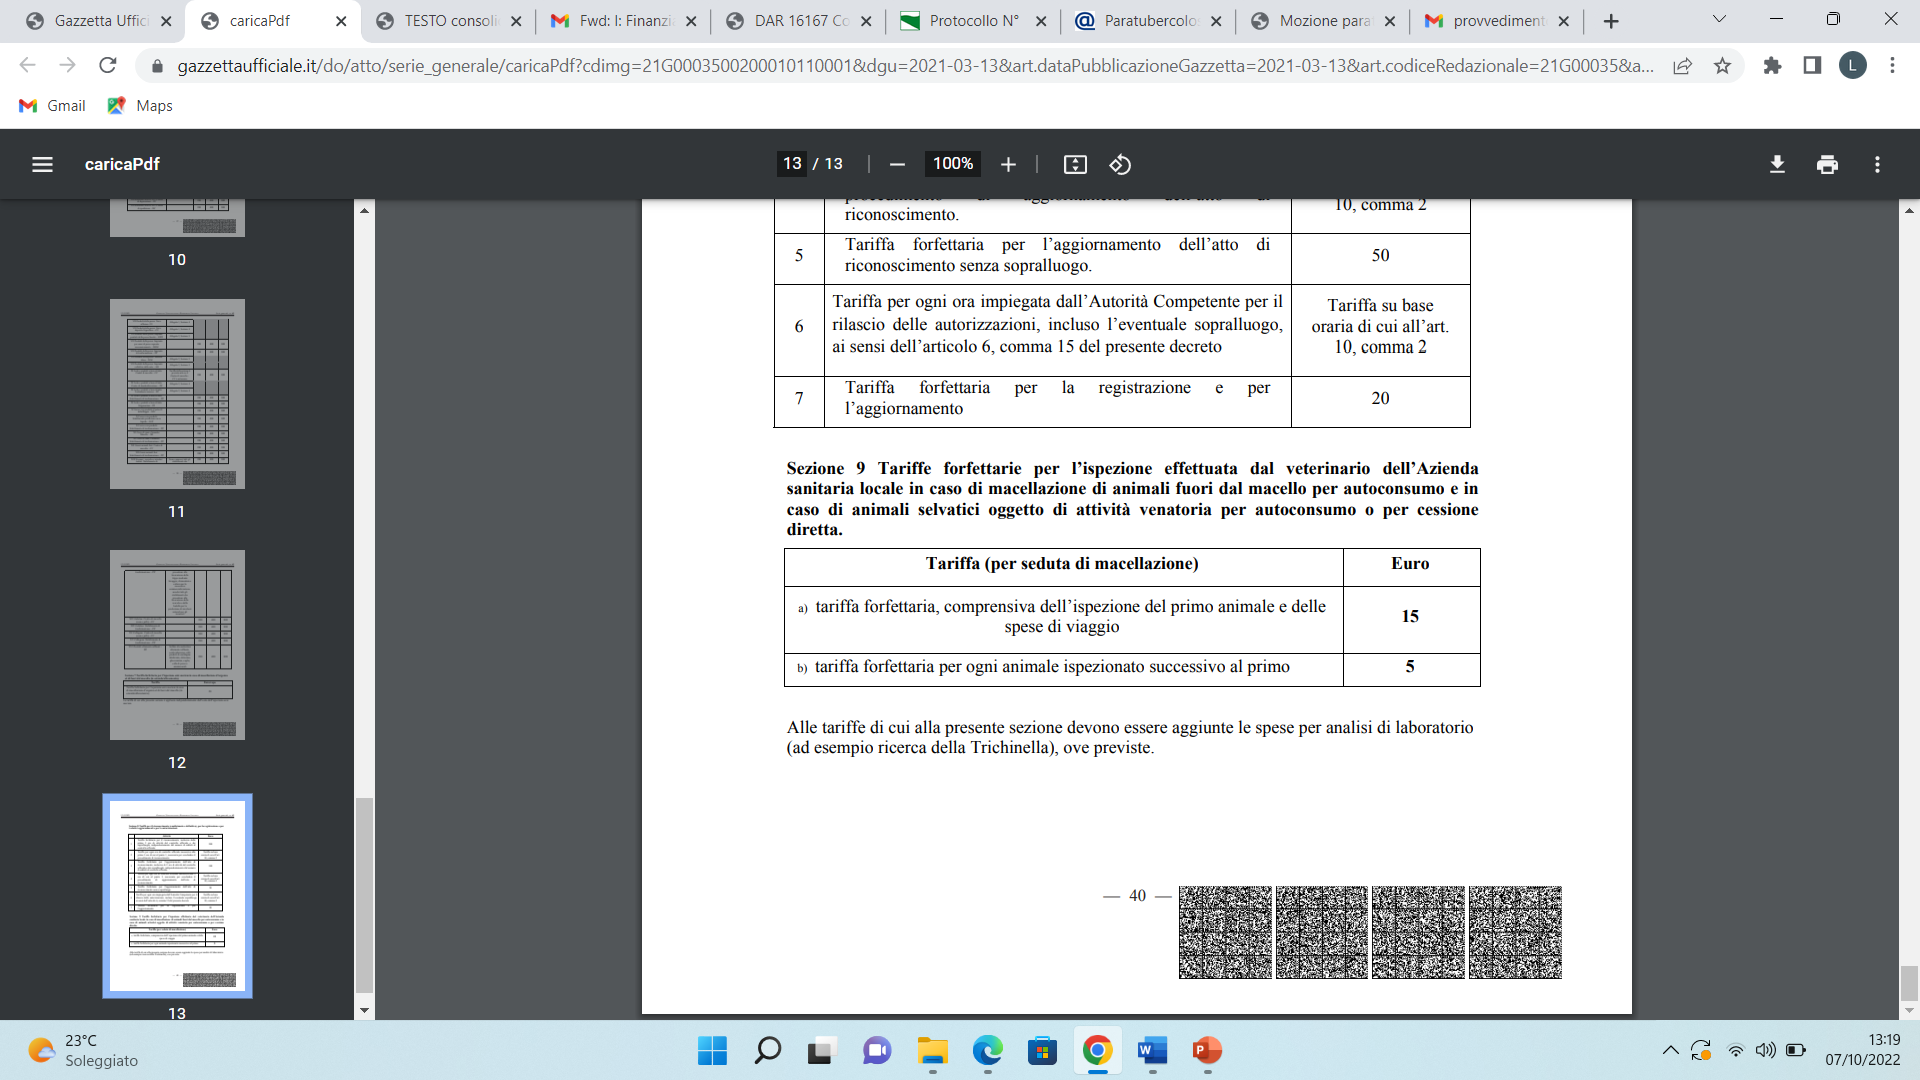 Gazzetta Uffici
caricaPdf
TESTO consoli
Fwd: I: Finanzi
DAR 16167 Co
Protocollo N°
Paratubercolo
Mozione para
provvediment
gazzettaufficiale.it/do/atto/serie_generale/caricaPdf?cdimg=21G0003500200010110001&dgu=2021-03-13&art.dataPubblicazioneGazzetta=2021-03-13&art.codiceRedazionale=21G00035&a...
L
Gmail
Maps
caricaPdf
13 / 13
100%
10
11
12
13
riconoscimento.
10, comma 2
5
Tariffa forfettaria per l’aggiornamento dell’atto di
riconoscimento senza sopralluogo.
50
6
Tariffa per ogni ora impiegata dall’Autorità Competente per il
rilascio delle autorizzazioni, incluso l’eventuale sopralluogo,
ai sensi dell’articolo 6, comma 15 del presente decreto
Tariffa su base
oraria di cui all’art.
10, comma 2
7
Tariffa forfettaria per la registrazione e per
l’aggiornamento
20
Sezione 9 Tariffe forfettarie per l’ispezione effettuata dal veterinario dell’Azienda
sanitaria locale in caso di macellazione di animali fuori dal macello per autoconsumo e in
caso di animali selvatici oggetto di attività venatoria per autoconsumo o per cessione
diretta.
Tariffa (per seduta di macellazione)
Euro
a) tariffa forfettaria, comprensiva dell’ispezione del primo animale e delle
spese di viaggio
15
b) tariffa forfettaria per ogni animale ispezionato successivo al primo
5
Alle tariffe di cui alla presente sezione devono essere aggiunte le spese per analisi di laboratorio
(ad esempio ricerca della Trichinella), ove previste.
— 40 —
23°C
Soleggiato
13:19
07/10/2022